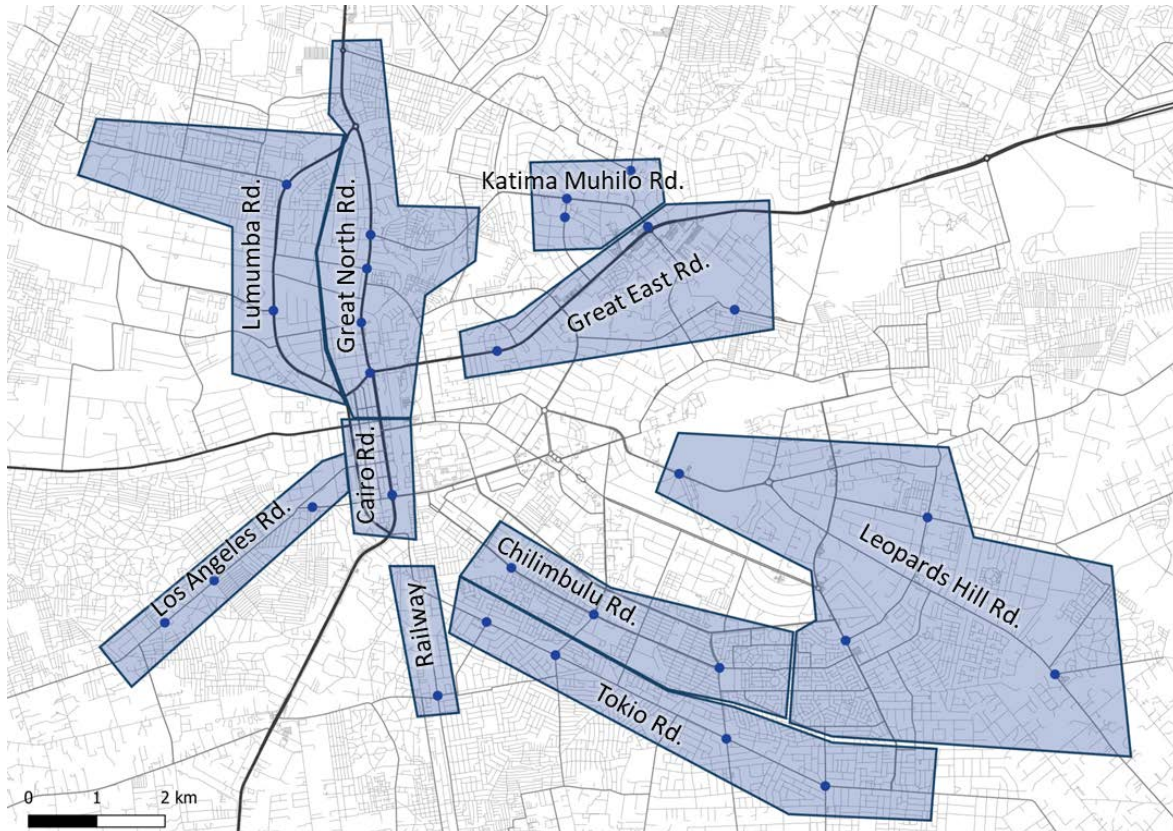 Katima Muhilo Rd.
Lumumba Rd.
Great North Rd.
Great East Rd.
Cairo Rd.
Los Angeles Rd.
Chilimbulu Rd.
Leopards Hill Rd.
Railway
Tokio Rd.
0 1 2 km